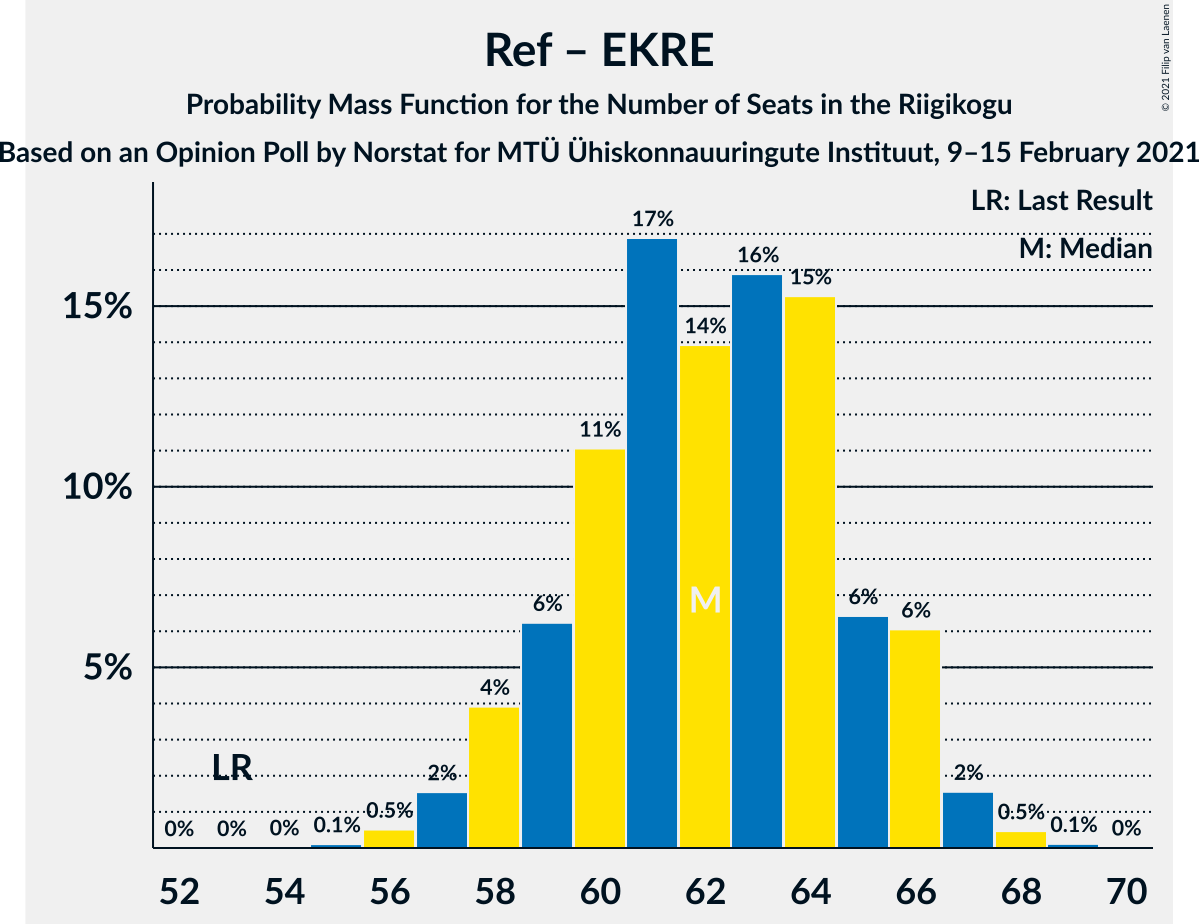 Ref – EKRE
Probability Mass Function for the Number of Seats in the Riigikogu
Based on an Opinion Poll by Norstat for MTÜ Ühiskonnauuringute Instituut, 9–15 February 2021
© 2021 Filip van Laenen
LR: Last Result
M: Median
17%
16%
15%
15%
14%
11%
10%
6%
M
6%
6%
5%
4%
LR
2%
2%
0%
0%
0%
0.1%
0.5%
0.5%
0.1%
0%
52 54 56 58 60 62 64 66 68 70